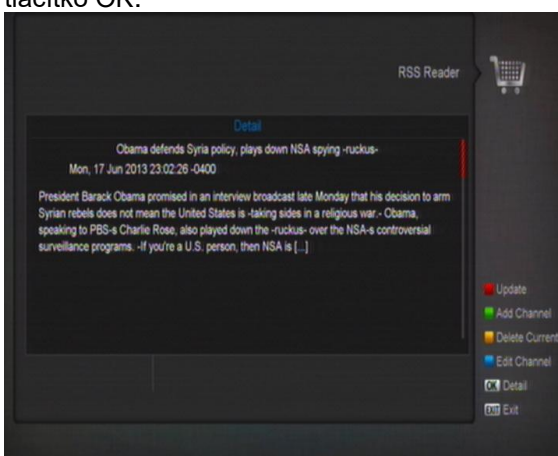 tlačítko OK.
RSS Reader
Detail
Obama defends Syria policy, plays down NSA spying -ruckus-
Mon, 17 Jun 2013 23:02:26 -0400
President Barack Obama promised in an interview broadcast late Monday that his decision to arm
Syrian rebels does not mean the United States is -taking sides in a religious war.- Obama,
speaking to PBS-s Charlie Rose, also played down the -ruckus- over the NSA-s controversial
surveillance programs. -If you're a U.S. person, then NSA is [...]
Update
Add Channel
Delete Current
Edit Channel
OK Detail
EXIT Exit